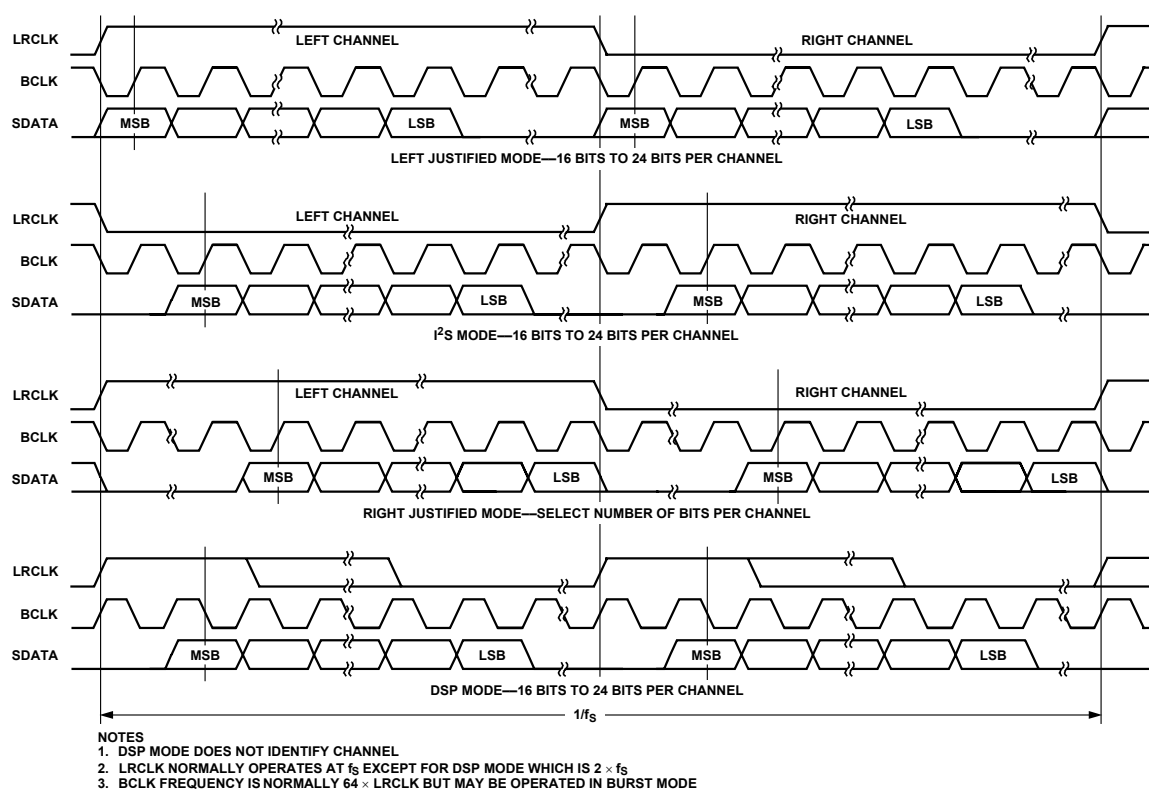 LRCLK LEFT CHANNEL RIGHT CHANNEL
BCLK
SDATA MSB LSB MSB LSB
LEFT JUSTIFIED MODE—16 BITS TO 24 BITS PER CHANNEL
LRCLK LEFT CHANNEL RIGHT CHANNEL
BCLK
SDATA MSB LSB MSB LSB
I²S MODE—16 BITS TO 24 BITS PER CHANNEL
LRCLK LEFT CHANNEL RIGHT CHANNEL
BCLK
SDATA MSB LSB MSB LSB
RIGHT JUSTIFIED MODE—SELECT NUMBER OF BITS PER CHANNEL
LRCLK
BCLK
SDATA MSB LSB MSB LSB
DSP MODE—16 BITS TO 24 BITS PER CHANNEL
1/fS
NOTES
1. DSP MODE DOES NOT IDENTIFY CHANNEL
2. LRCLK NORMALLY OPERATES AT fS EXCEPT FOR DSP MODE WHICH IS 2 × fS
3. BCLK FREQUENCY IS NORMALLY 64 × LRCLK BUT MAY BE OPERATED IN BURST MODE